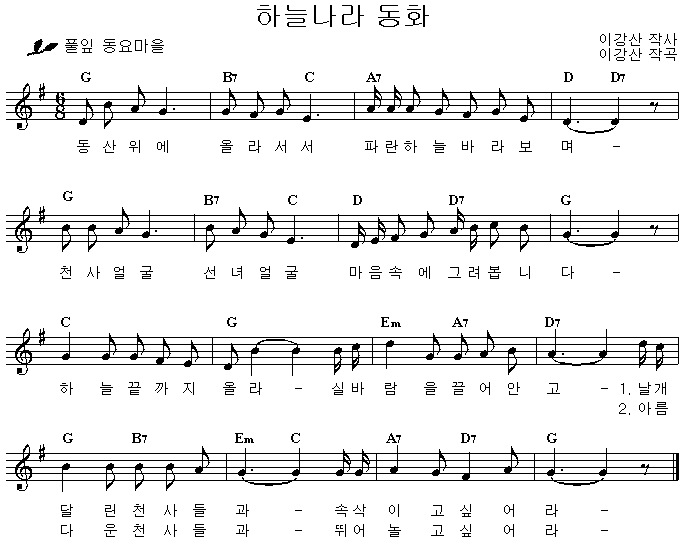 하늘나라 동화
풀잎 동요마을
이강산 작사
이강산 작곡
G B7 C A7 D D7
6
8
동 산 위 에 올 라 서 서 파 란 하 늘 바 라 보 며 -
G B7 C D D7 G
천 사 얼 굴 선 녀 얼 굴 마 음 속 에 그 려 봅 니 다 -
C G Em A7 D7
하 늘 끝 까 지 올 라 - 실 바 람 을 끌 어 안 고 - 1. 날 개
2. 아 름
G B7 Em C A7 D7 G
달 린 천 사 들 과 - 속 삭 이 고 싶 어 라 -
다 운 천 사 들 과 - 뛰 어 놀 고 싶 어 라 -